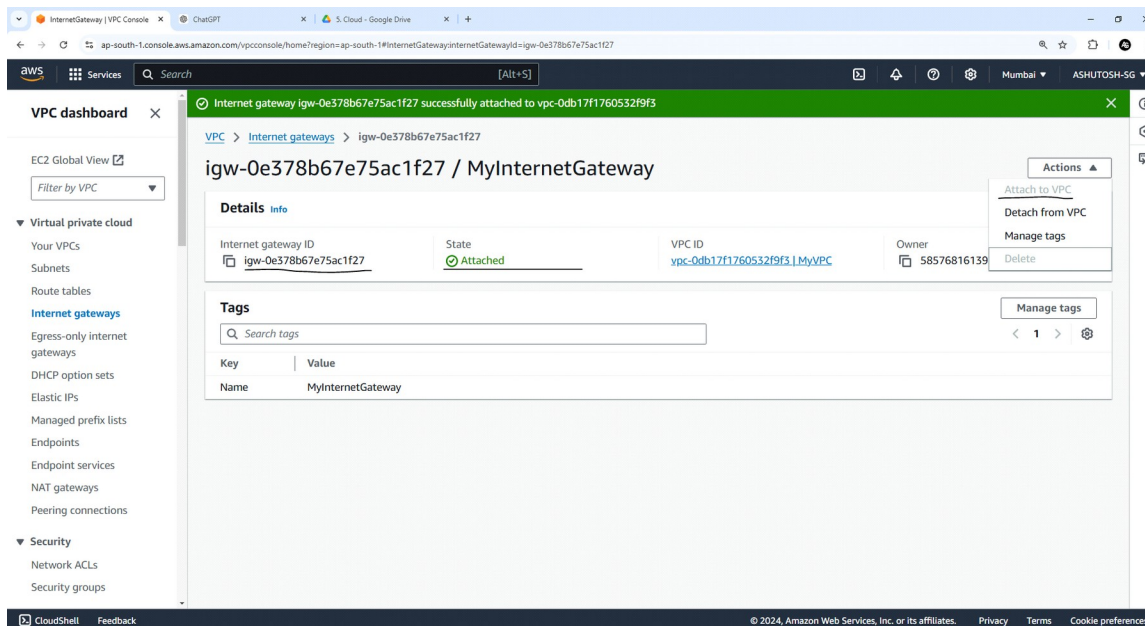 InternetGateway | VPC Console
ChatGPT
5. Cloud - Google Drive
ap-south-1.console.aws.amazon.com/vpcconsole/home?region=ap-south-1#InternetGateway:internetGatewayId=igw-0e378b67e75ac1f27
aws Services Search [Alt+S] Mumbai ASHUTOSH-SG
VPC dashboard
EC2 Global View
Filter by VPC
Virtual private cloud
Your VPCs
Subnets
Route tables
Internet gateways
Egress-only internet
gateways
DHCP option sets
Elastic IPs
Managed prefix lists
Endpoints
Endpoint services
NAT gateways
Peering connections
Security
Network ACLs
Security groups
Internet gateway igw-0e378b67e75ac1f27 successfully attached to vpc-0db17f1760532f9f3
VPC > Internet gateways > igw-0e378b67e75ac1f27
igw-0e378b67e75ac1f27 / MyInternetGateway
Actions
Attach to VPC
Detach from VPC
Manage tags
Delete
Details Info
Internet gateway ID
igw-0e378b67e75ac1f27
State
Attached
VPC ID
vpc-0db17f1760532f9f3 | MyVPC
Owner
58576816139
Tags
Manage tags
Search tags
1
Key Value
Name MyInternetGateway
CloudShell Feedback © 2024, Amazon Web Services, Inc. or its affiliates. Privacy Terms Cookie preference